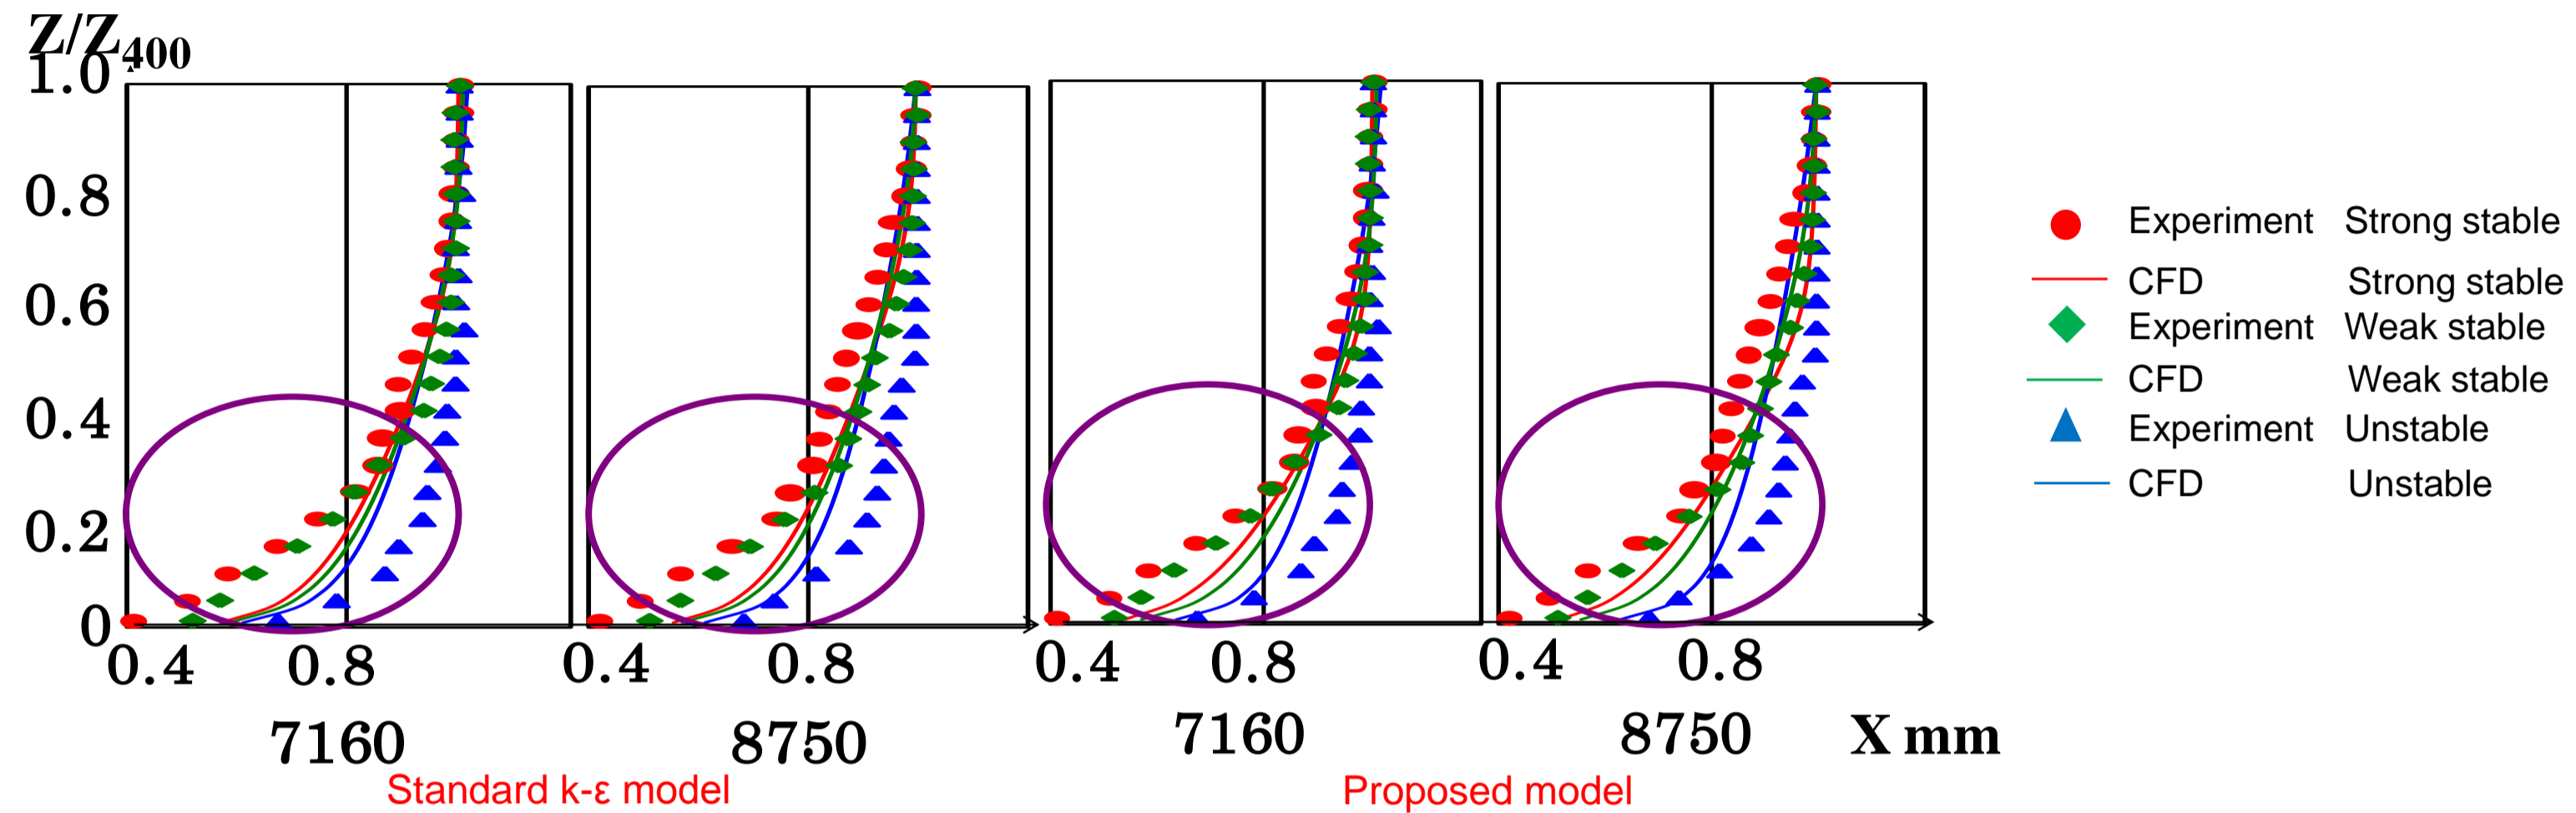 Z/Z400
1.0
0.8
0.6
0.4
0.2
0
0.4 0.8 0.4 0.8 0.4 0.8 0.4 0.8
7160 8750 7160 8750 X mm
Standard k-ε model Proposed model
Experiment Strong stable
CFD Strong stable
Experiment Weak stable
CFD Weak stable
Experiment Unstable
CFD Unstable